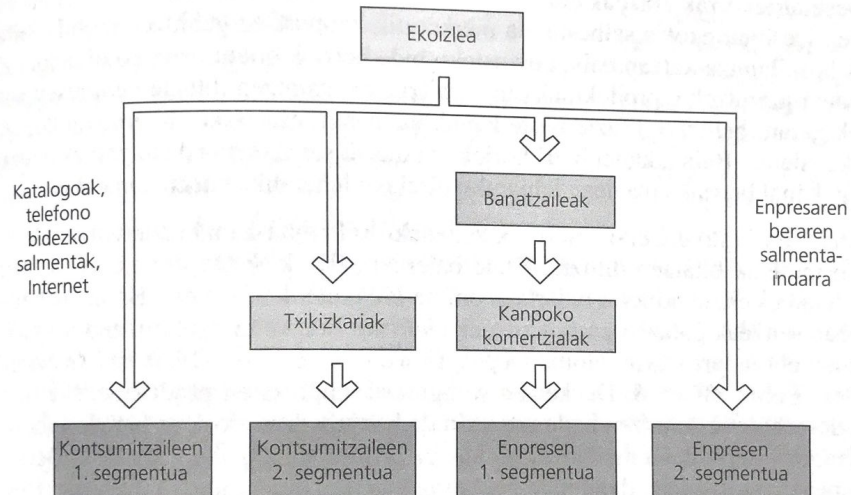 Ekoizlea
Katalogoak,
telefono
bidezko
salmentak,
Internet
Banatzaileak
Enpresaren
beraren
salmenta-
indarra
Txikizkariak
Kanpoko
komertzialak
Kontsumitzaileen
1. segmentua
Kontsumitzaileen
2. segmentua
Enpresen
1. segmentua
Enpresen
2. segmentua